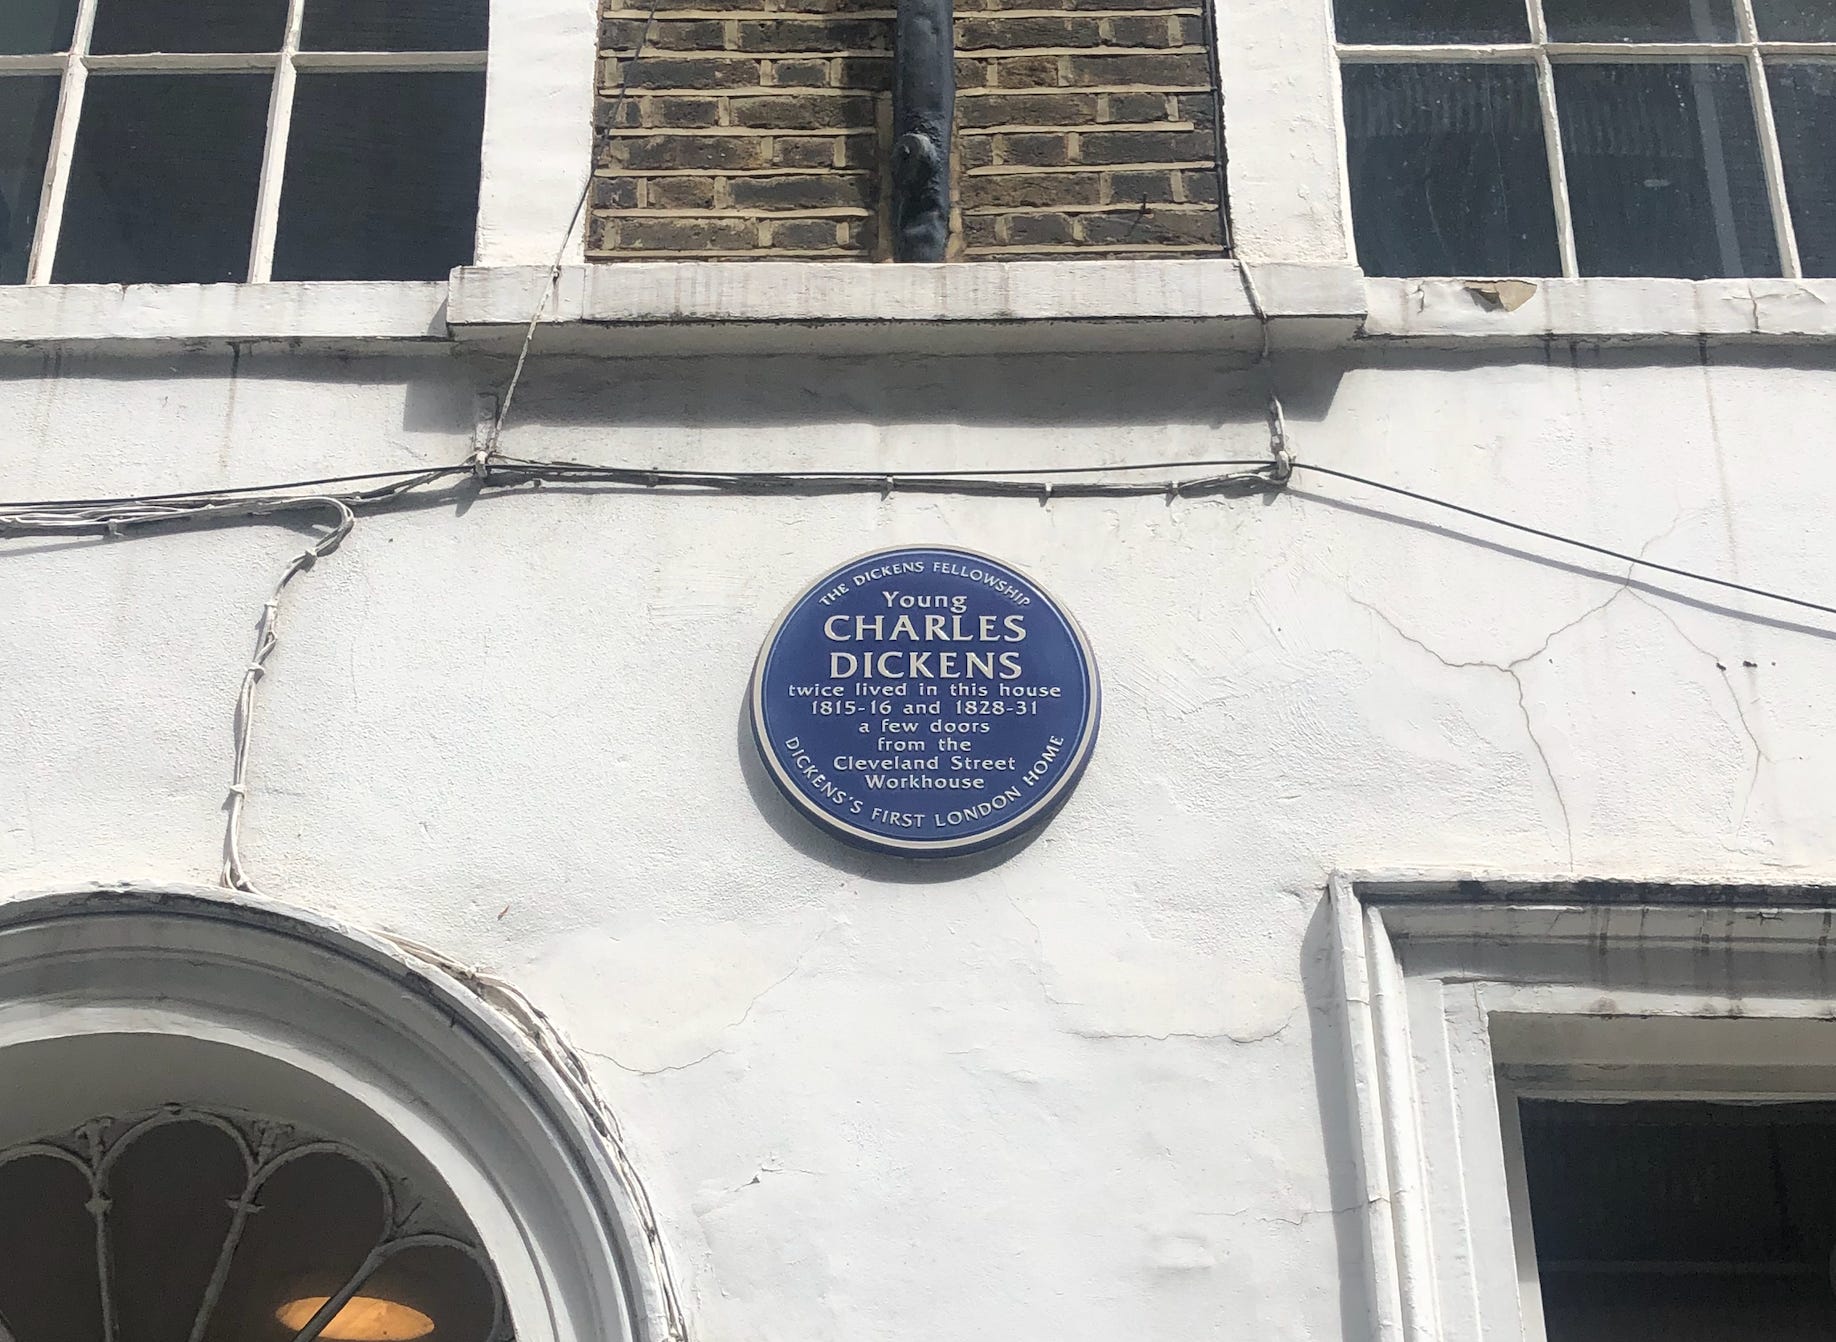 THE DICKENS FELLOWSHIP
Young
CHARLES
DICKENS
twice lived in this house
1815-16 and 1828-31
a few doors
from the
Cleveland Street
Workhouse
DICKENS'S FIRST LONDON HOME